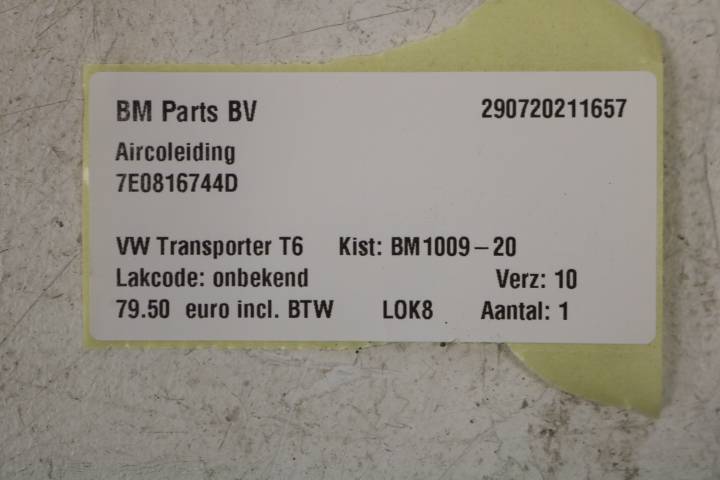 BM Parts BV 290720211657
Aircoleiding
7E0816744D
VW Transporter T6 Kist: BM1009-20
Lakcode: onbekend Verz: 10
79.50 euro incl. BTW LOK8 Aantal: 1